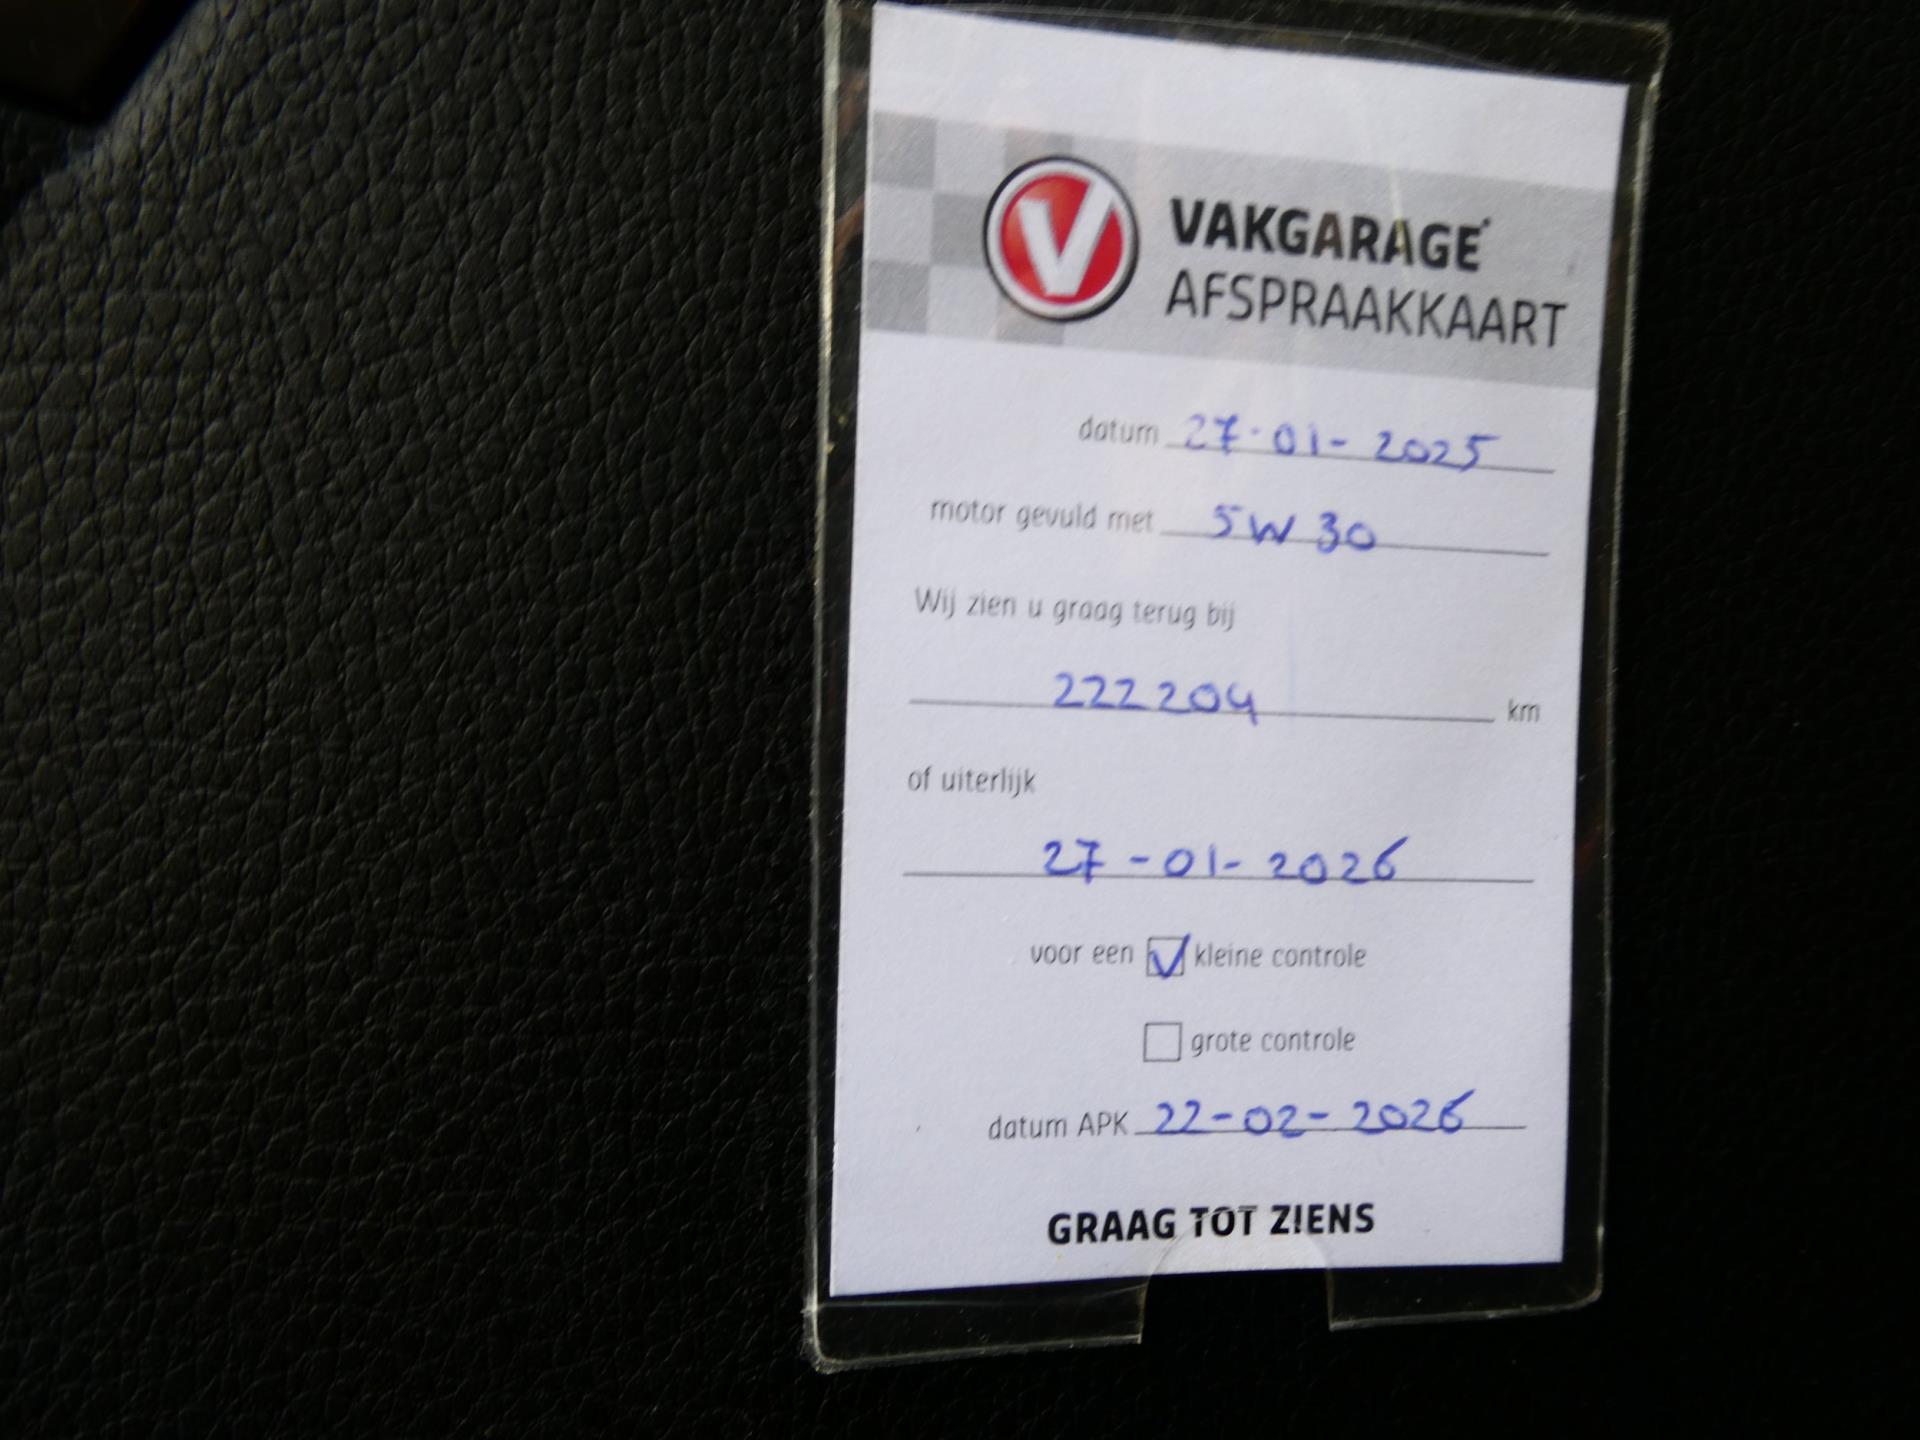 V VAKGARAGE
AFSPRAAKKAART
datum 27-01-2025
motor gevuld met 5W30
Wij zien u graag terug bij
222204 km
of uiterlijk
27-01-2026
voor een kleine controle
grote controle
datum APK 22-02-2026
GRAAG TOT ZIENS